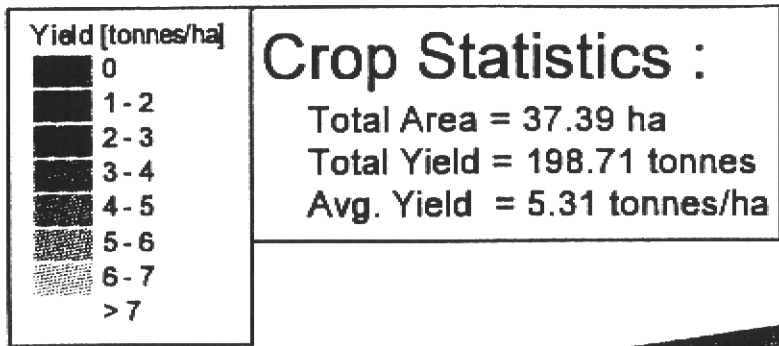 Yield [tonnes/ha]
0
1 - 2
2 - 3
3 - 4
4 - 5
5 - 6
6 - 7
> 7
Crop Statistics :
Total Area = 37.39 ha
Total Yield = 198.71 tonnes
Avg. Yield = 5.31 tonnes/ha